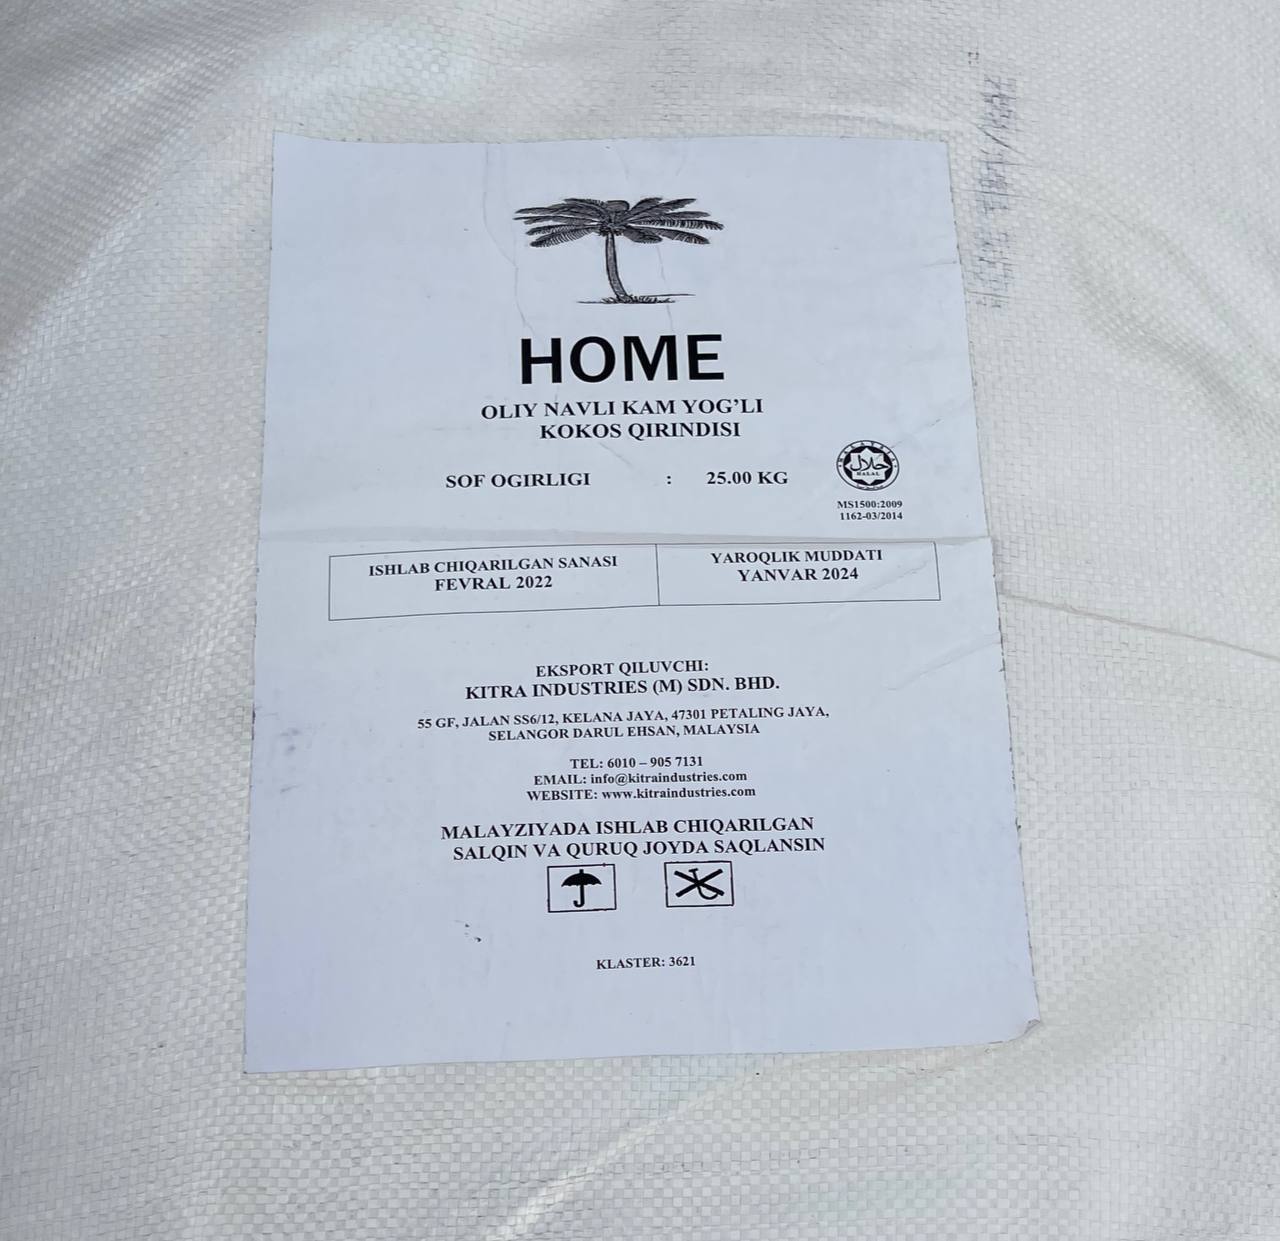 HOME
OLIY NAVLI KAM YOG’LI
KOKOS QIRINDISI
SOF OGIRLIGI : 25.00 KG
MALAYSIA
حلال
HALAL
MS1500:2009
1162-03/2014
ISHLAB CHIQARILGAN SANASI
FEVRAL 2022
YAROQLIK MUDDATI
YANVAR 2024
EKSPORT QILUVCHI:
KITRA INDUSTRIES (M) SDN. BHD.
55 GF, JALAN SS6/12, KELANA JAYA, 47301 PETALING JAYA,
SELANGOR DARUL EHSAN, MALAYSIA
TEL: 6010 – 905 7131
EMAIL: info@kitraindustries.com
WEBSITE: www.kitraindustries.com
MALAYZIYADA ISHLAB CHIQARILGAN
SALQIN VA QURUQ JOYDA SAQLANSIN
KLASTER: 3621